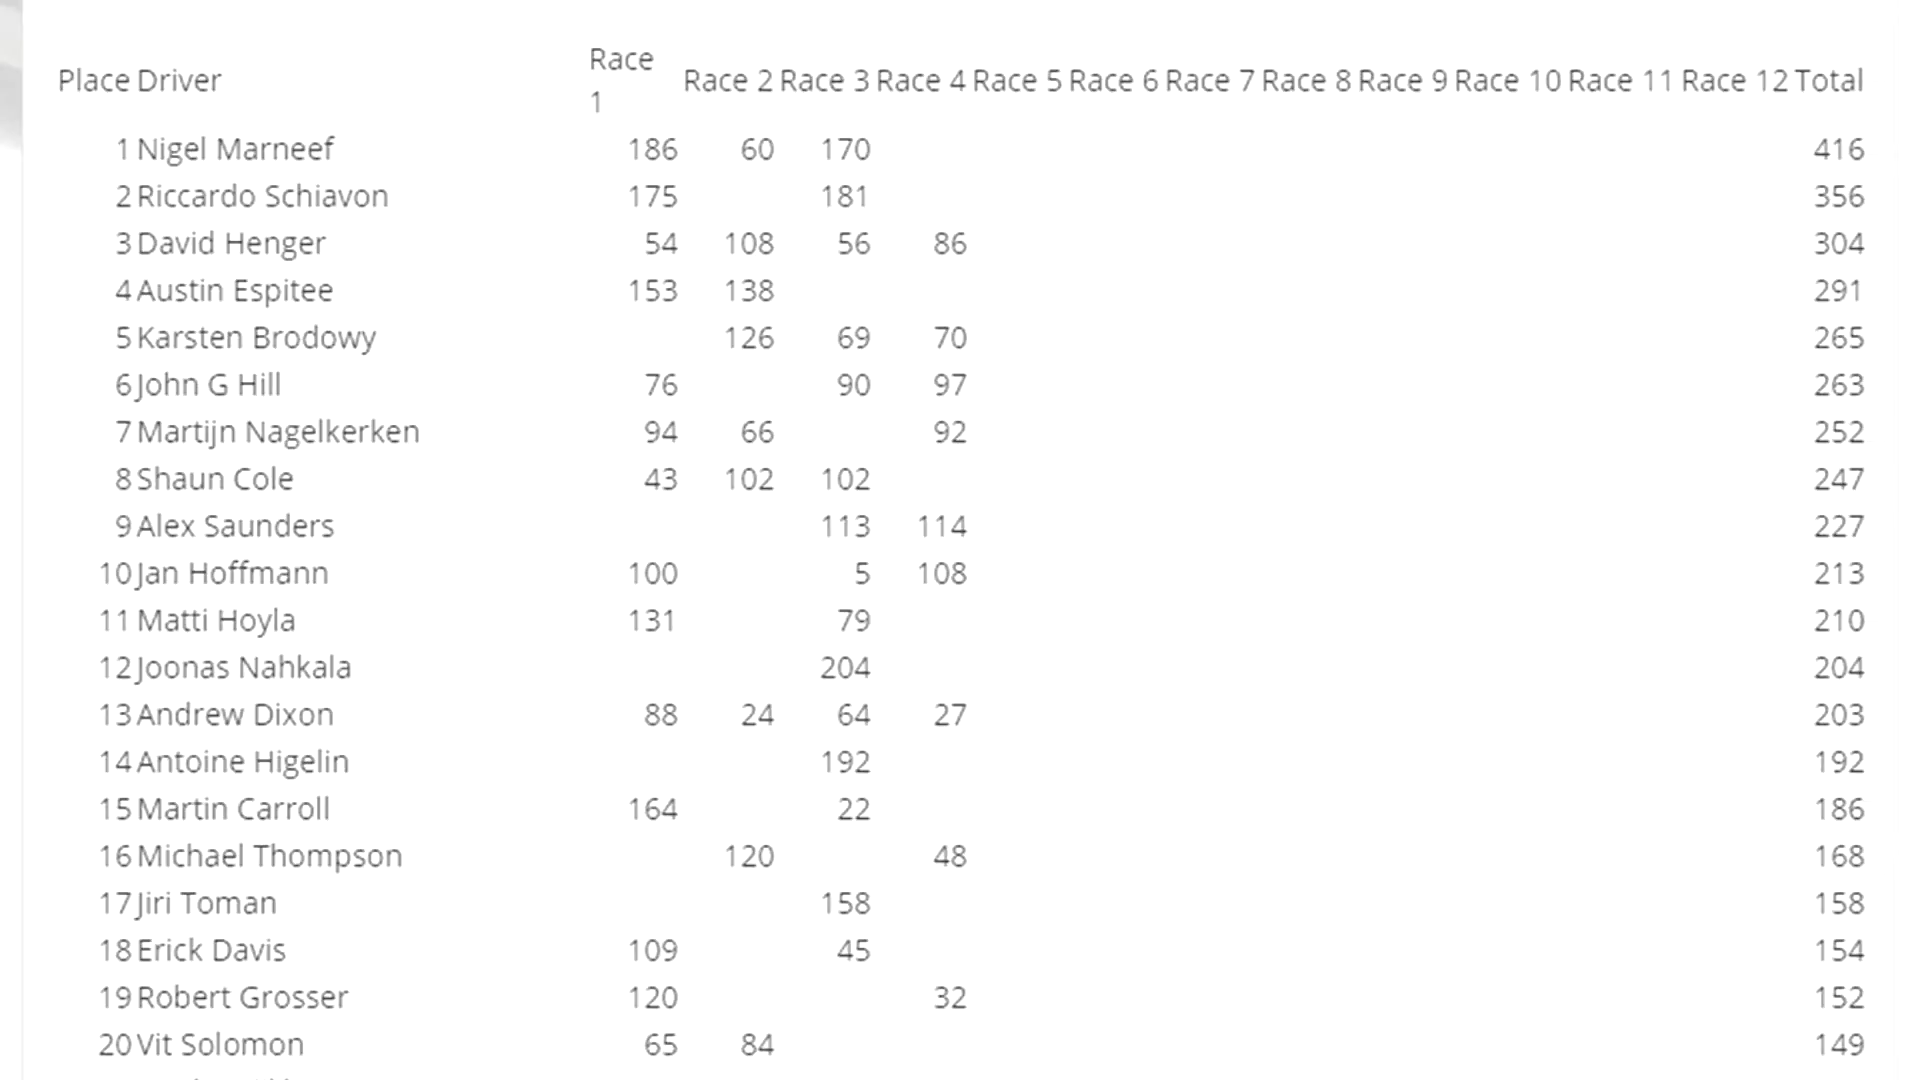 Place Driver Race 1 Race 2 Race 3 Race 4 Race 5 Race 6 Race 7 Race 8 Race 9 Race 10 Race 11 Race 12 Total
1 Nigel Marneef 186 60 170 416
2 Riccardo Schiavon 175 181 356
3 David Henger 54 108 56 86 304
4 Austin Espitee 153 138 291
5 Karsten Brodowy 126 69 70 265
6 John G Hill 76 90 97 263
7 Martijn Nagelkerken 94 66 92 252
8 Shaun Cole 43 102 102 247
9 Alex Saunders 113 114 227
10 Jan Hoffmann 100 5 108 213
11 Matti Hoyla 131 79 210
12 Joonas Nahkala 204 204
13 Andrew Dixon 88 24 64 27 203
14 Antoine Higelin 192 192
15 Martin Carroll 164 22 186
16 Michael Thompson 120 48 168
17 Jiri Toman 158 158
18 Erick Davis 109 45 154
19 Robert Grosser 120 32 152
20 Vit Solomon 65 84 149